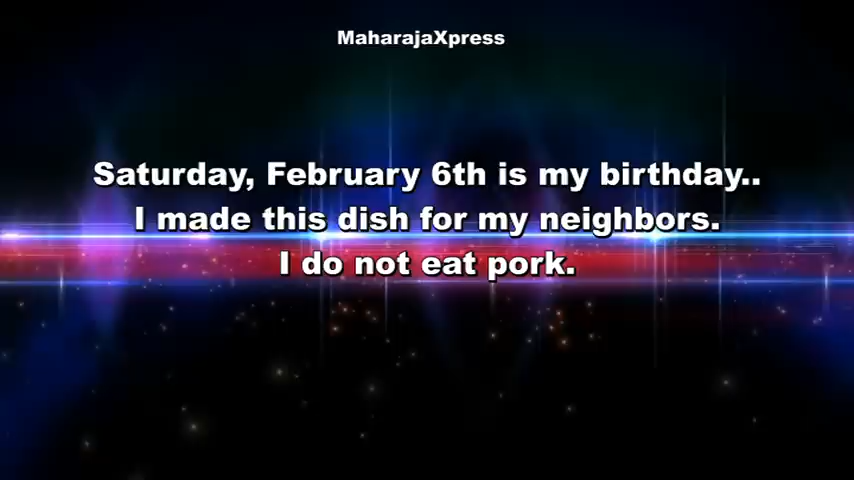 MaharajaXpress
Saturday, February 6th is my birthday..
I made this dish for my neighbors.
I do not eat pork.